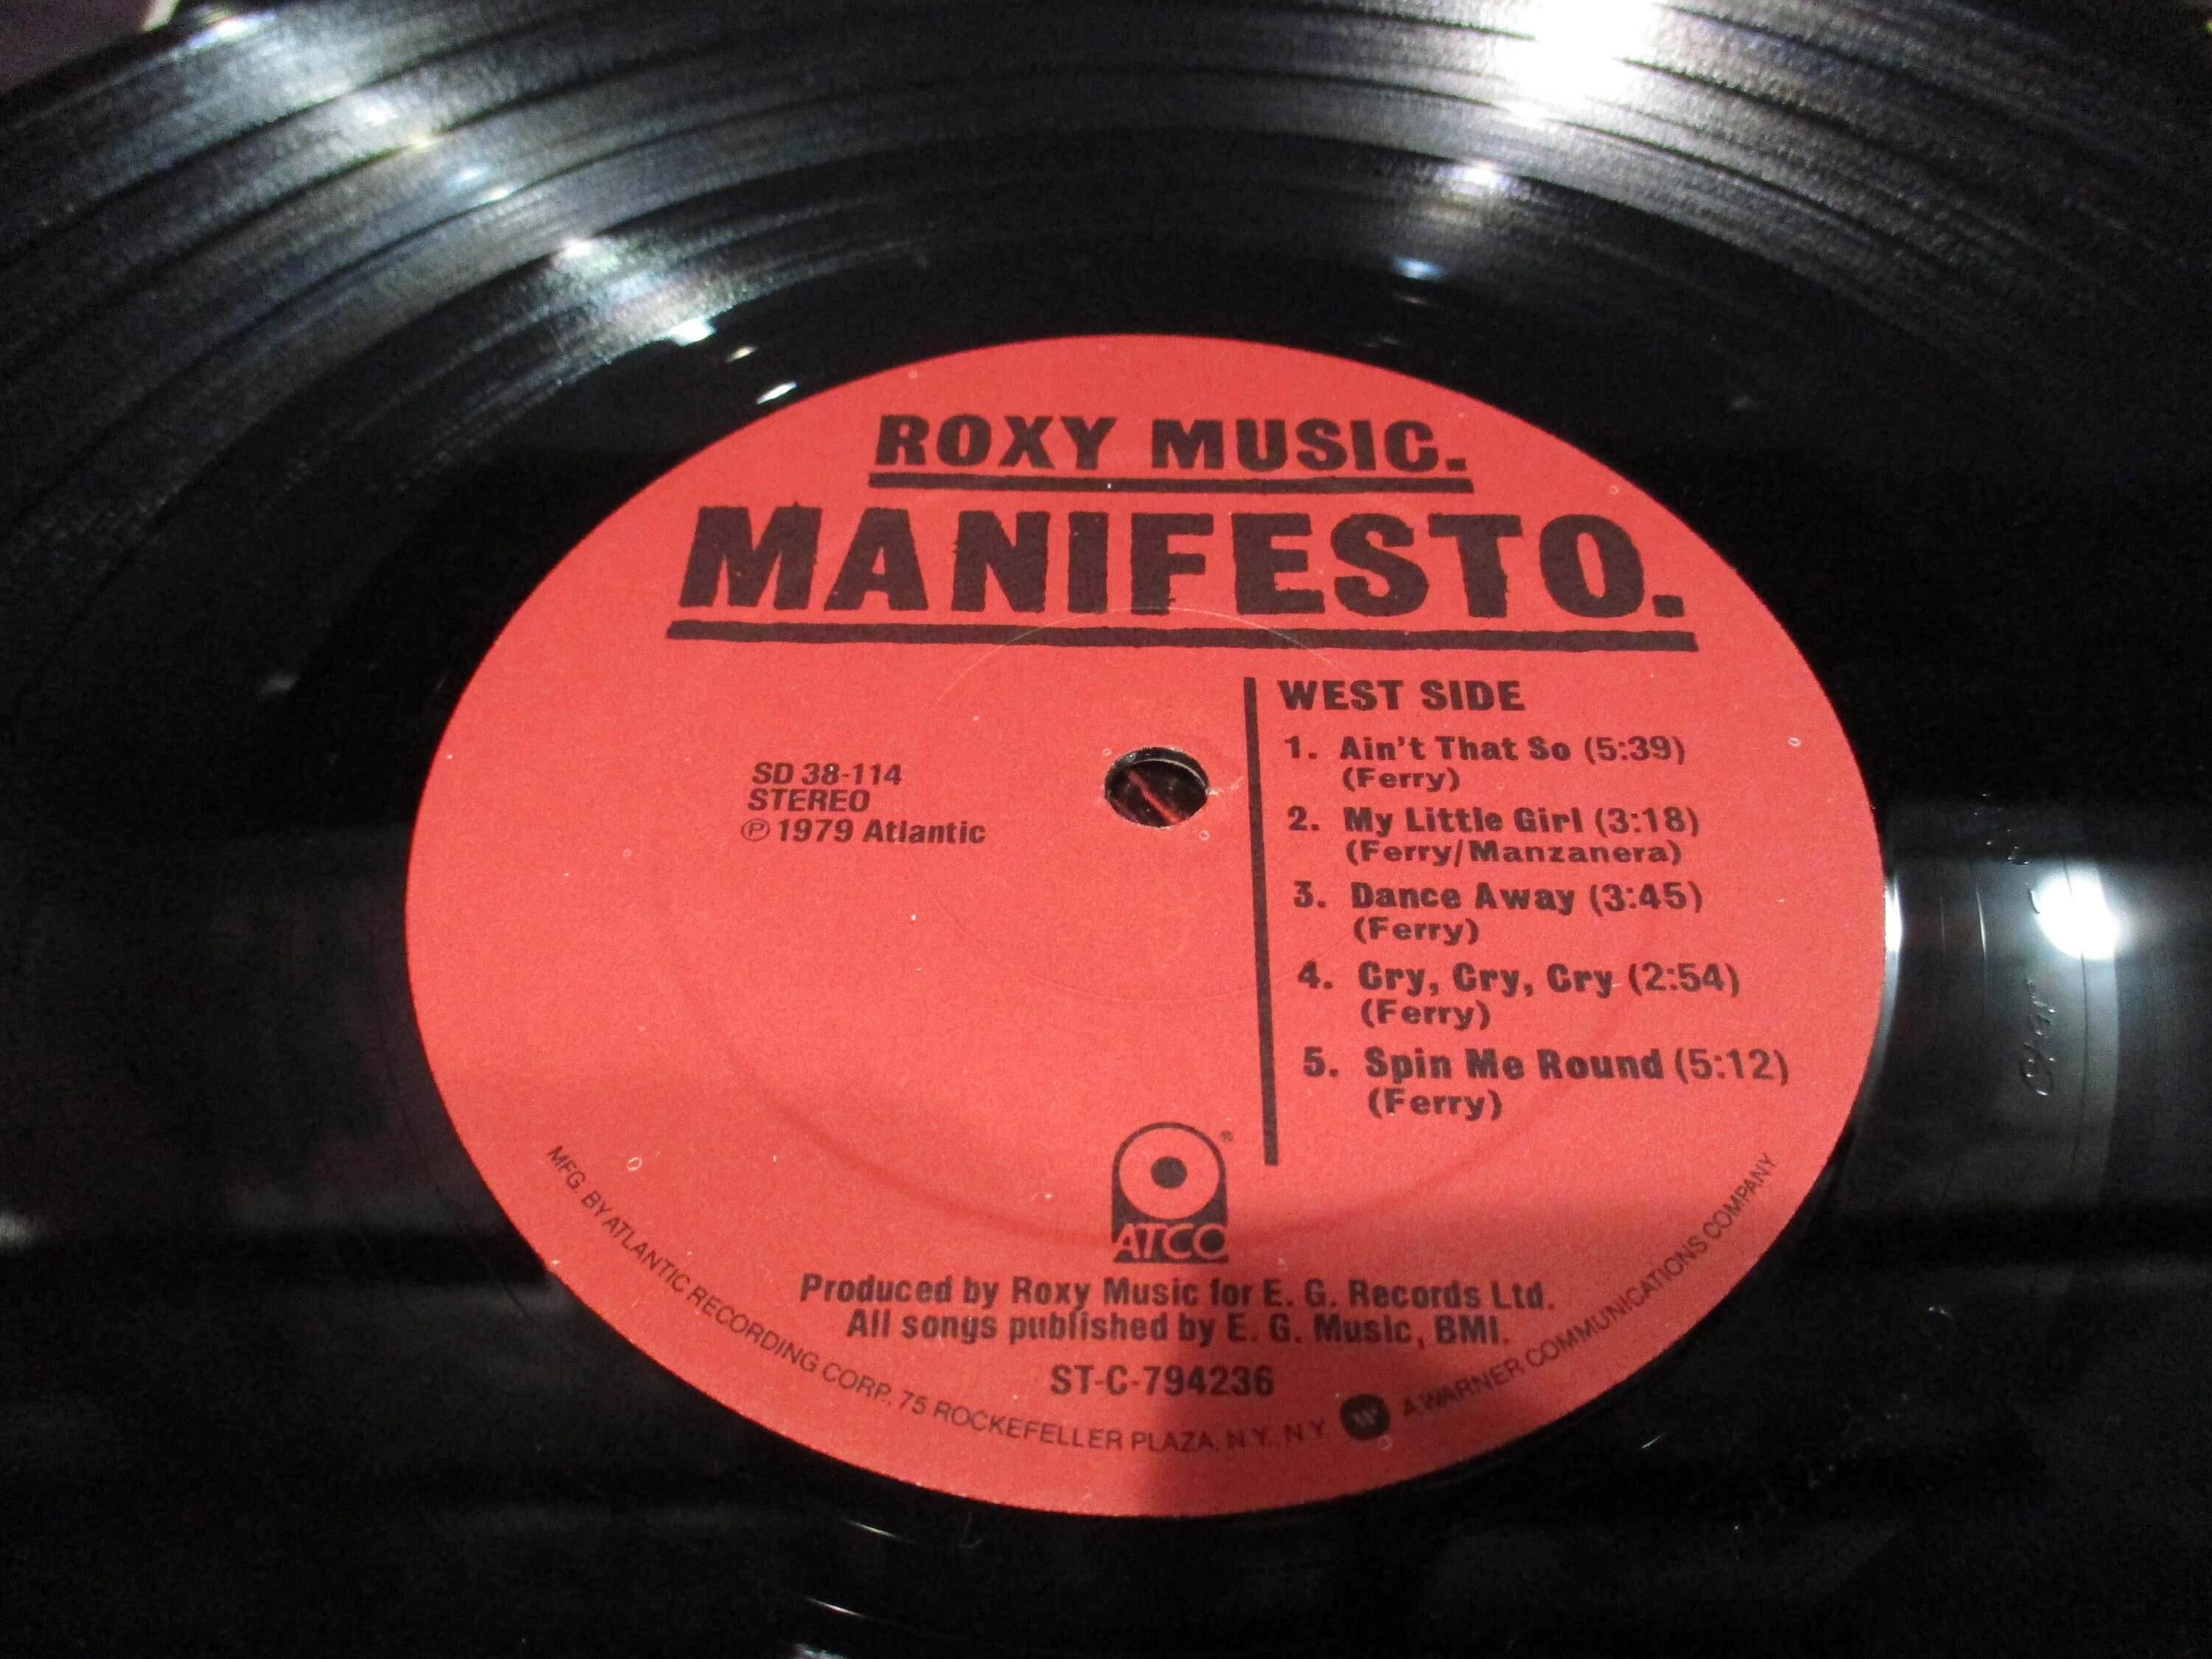 ROXY MUSIC.
MANIFESTO.
WEST SIDE
1. Ain't That So (5:39)
(Ferry)
2. My Little Girl (3:18)
(Ferry/Manzanera)
3. Dance Away (3:45)
(Ferry)
4. Cry, Cry, Cry (2:54)
(Ferry)
5. Spin Me Round (5:12)
(Ferry)
SD 38-114
STEREO
Ⓟ 1979 Atlantic
ATCO®
Produced by Roxy Music for E. G. Records Ltd.
All songs published by E. G. Music, BMI.
ST-C-794236
MFG. BY ATLANTIC RECORDING CORP., 75 ROCKEFELLER PLAZA, N.Y. N.Y. W A WARNER COMMUNICATIONS COMPANY